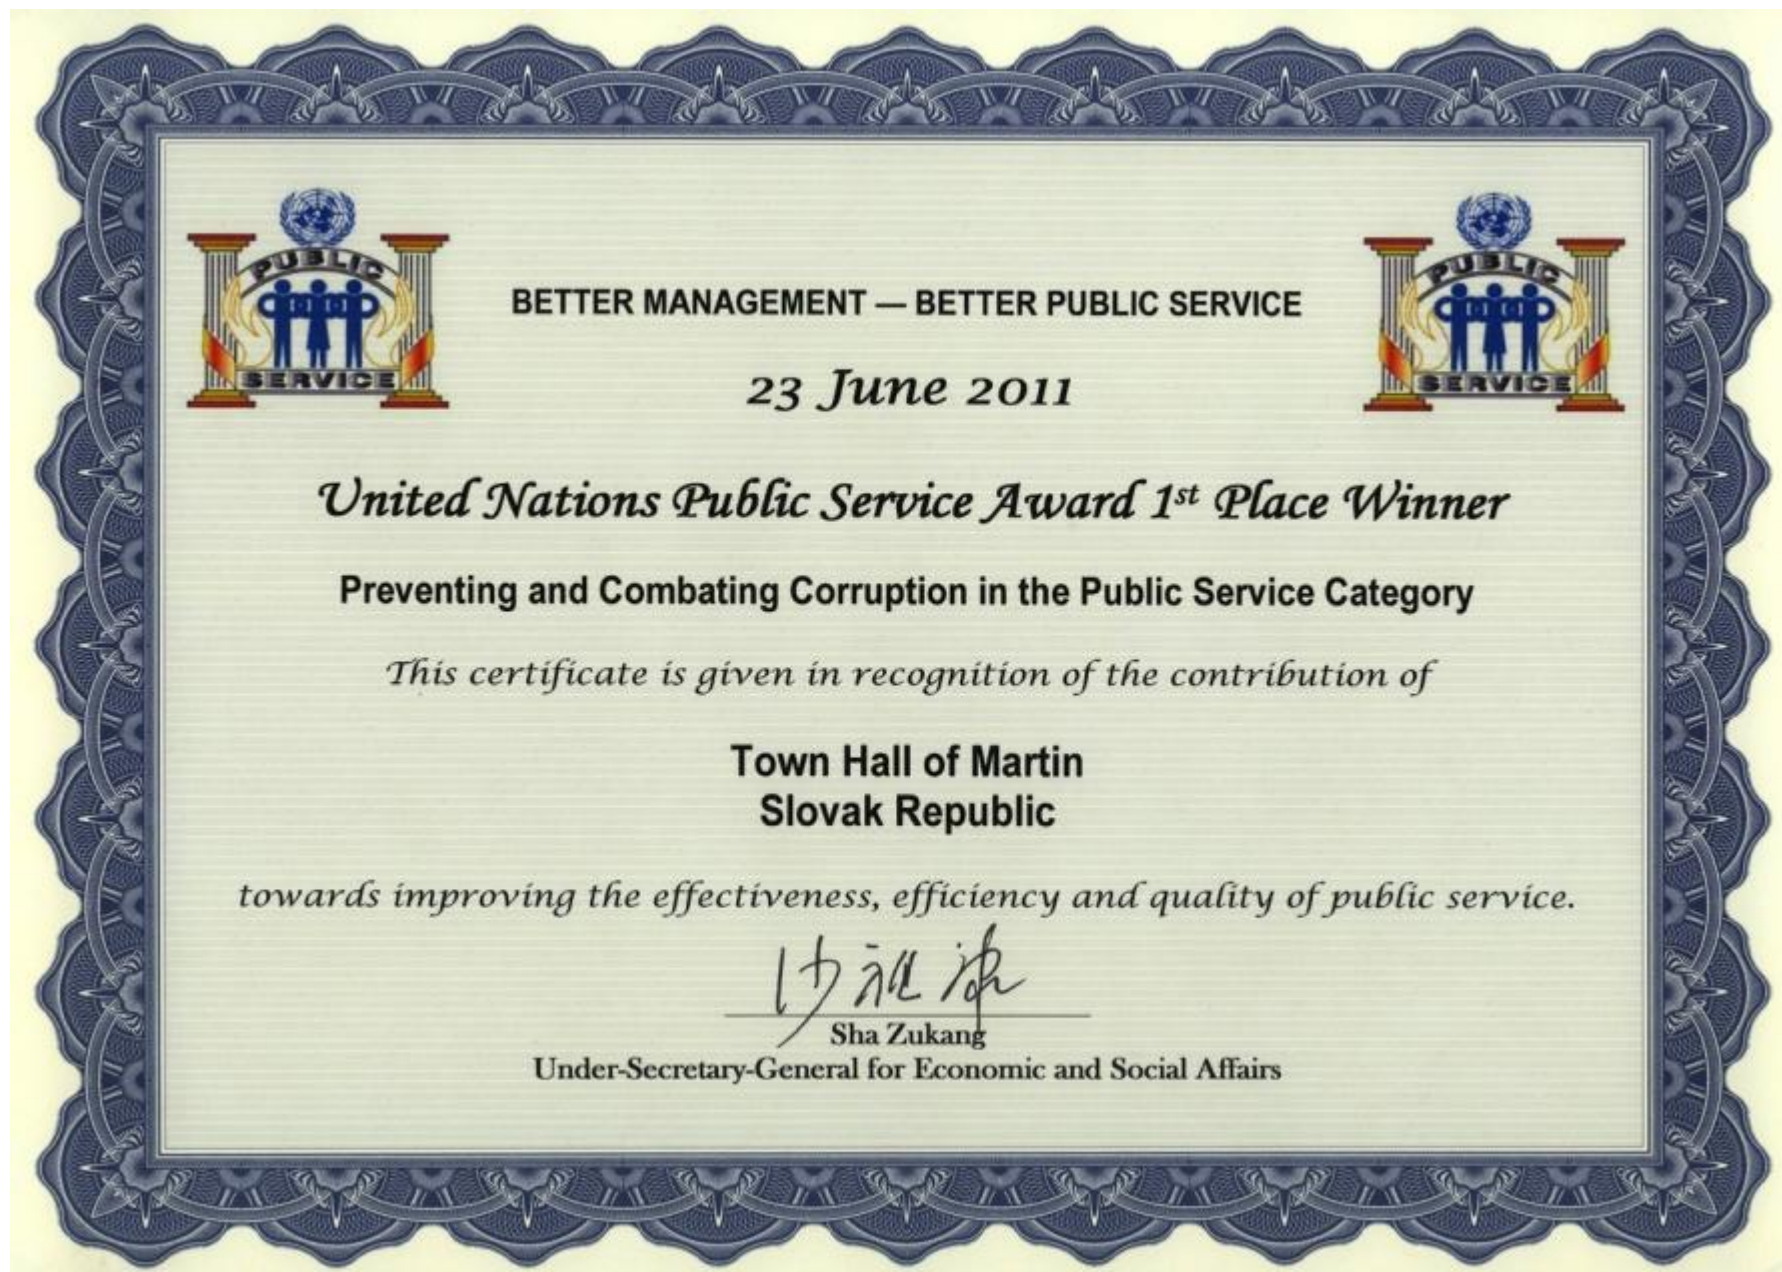 PUBLIC
SERVICE
PUBLIC
SERVICE
BETTER MANAGEMENT — BETTER PUBLIC SERVICE
23 June 2011
United Nations Public Service Award 1st Place Winner
Preventing and Combating Corruption in the Public Service Category
This certificate is given in recognition of the contribution of
Town Hall of Martin
Slovak Republic
towards improving the effectiveness, efficiency and quality of public service.
沙祖康
Sha Zukang
Under-Secretary-General for Economic and Social Affairs